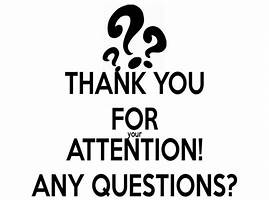 ???
THANK YOU
FOR
your
ATTENTION!
ANY QUESTIONS?